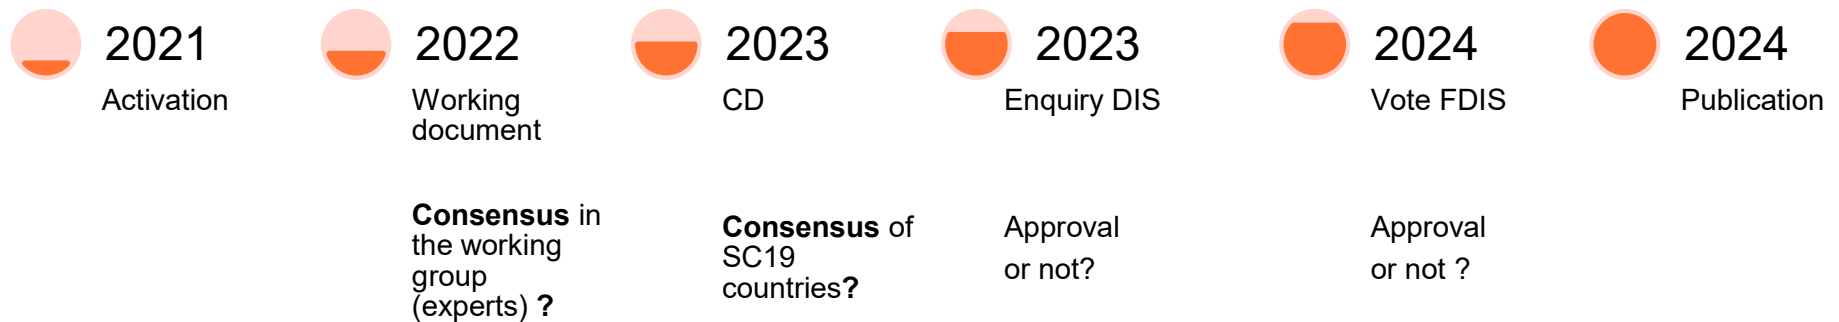 2021
Activation
2022
Working
document
Consensus in
the working
group
(experts) ?
2023
CD
Consensus of
SC19
countries?
2023
Enquiry DIS
Approval
or not?
2024
Vote FDIS
Approval
or not ?
2024
Publication